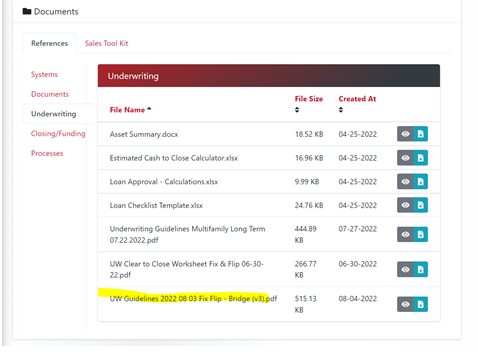 Documents
References
Sales Tool Kit
Systems
Documents
Underwriting
Closing/Funding
Processes
Underwriting
File Name
File Size
Created At
Asset Summary.docx
18.52 KB
04-25-2022
Estimated Cash to Close Calculator.xlsx
16.96 KB
04-25-2022
Loan Approval - Calculations.xlsx
9.99 KB
04-25-2022
Loan Checklist Template.xlsx
24.76 KB
04-25-2022
Underwriting Guidelines Multifamily Long Term
07.22.2022.pdf
444.89
KB
07-27-2022
UW Clear to Close Worksheet Fix & Flip 06-30-
22.pdf
266.77
KB
06-30-2022
UW Guidelines 2022 08 03 Fix Flip - Bridge (v3).pdf
515.13
KB
08-04-2022